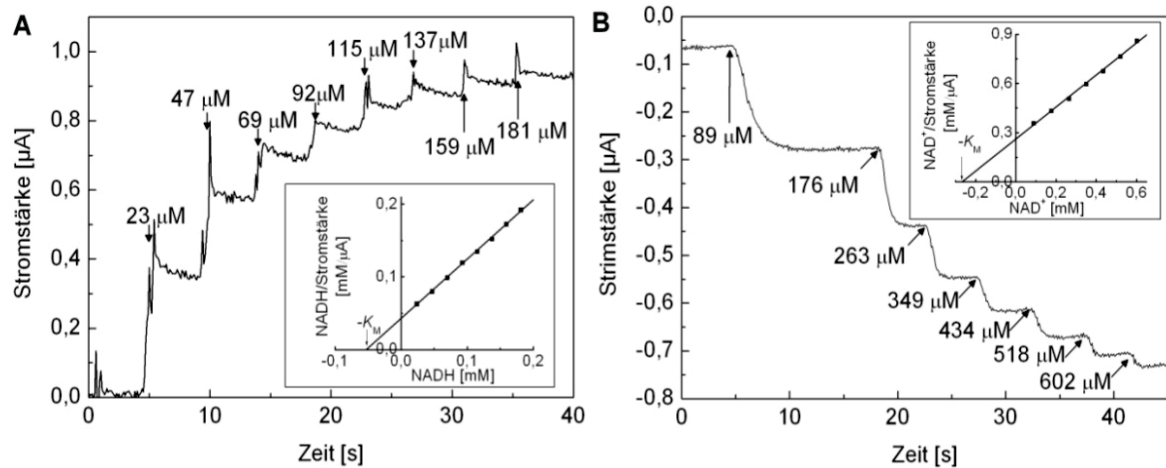 A
Stromstärke [µA]
1,0
0,8
0,6
0,4
0,2
0,0
23 µM
47 µM
69 µM
92µM
115 µM
137µM
159 µM
181 µM
NADH/Stromstärke
[mM/µA]
0,2
0,1
0,0
-KM
-0,1 0,0 0,1 0,2
NADH [mM]
0 10 20 30 40
Zeit [s]
B
Strimstärke [µA]
0,0
-0,1
-0,2
-0,3
-0,4
-0,5
-0,6
-0,7
-0,8
89 µM
176 µM
263 µM
349 µM
434 µM
518 µM
602 µM
NAD+/Stromstärke
[mM/µA]
0,9
0,6
0,3
0,0
-KM
0,0 0,2 0,4 0,6
NAD+ [mM]
0 10 20 30 40
Zeit [s]